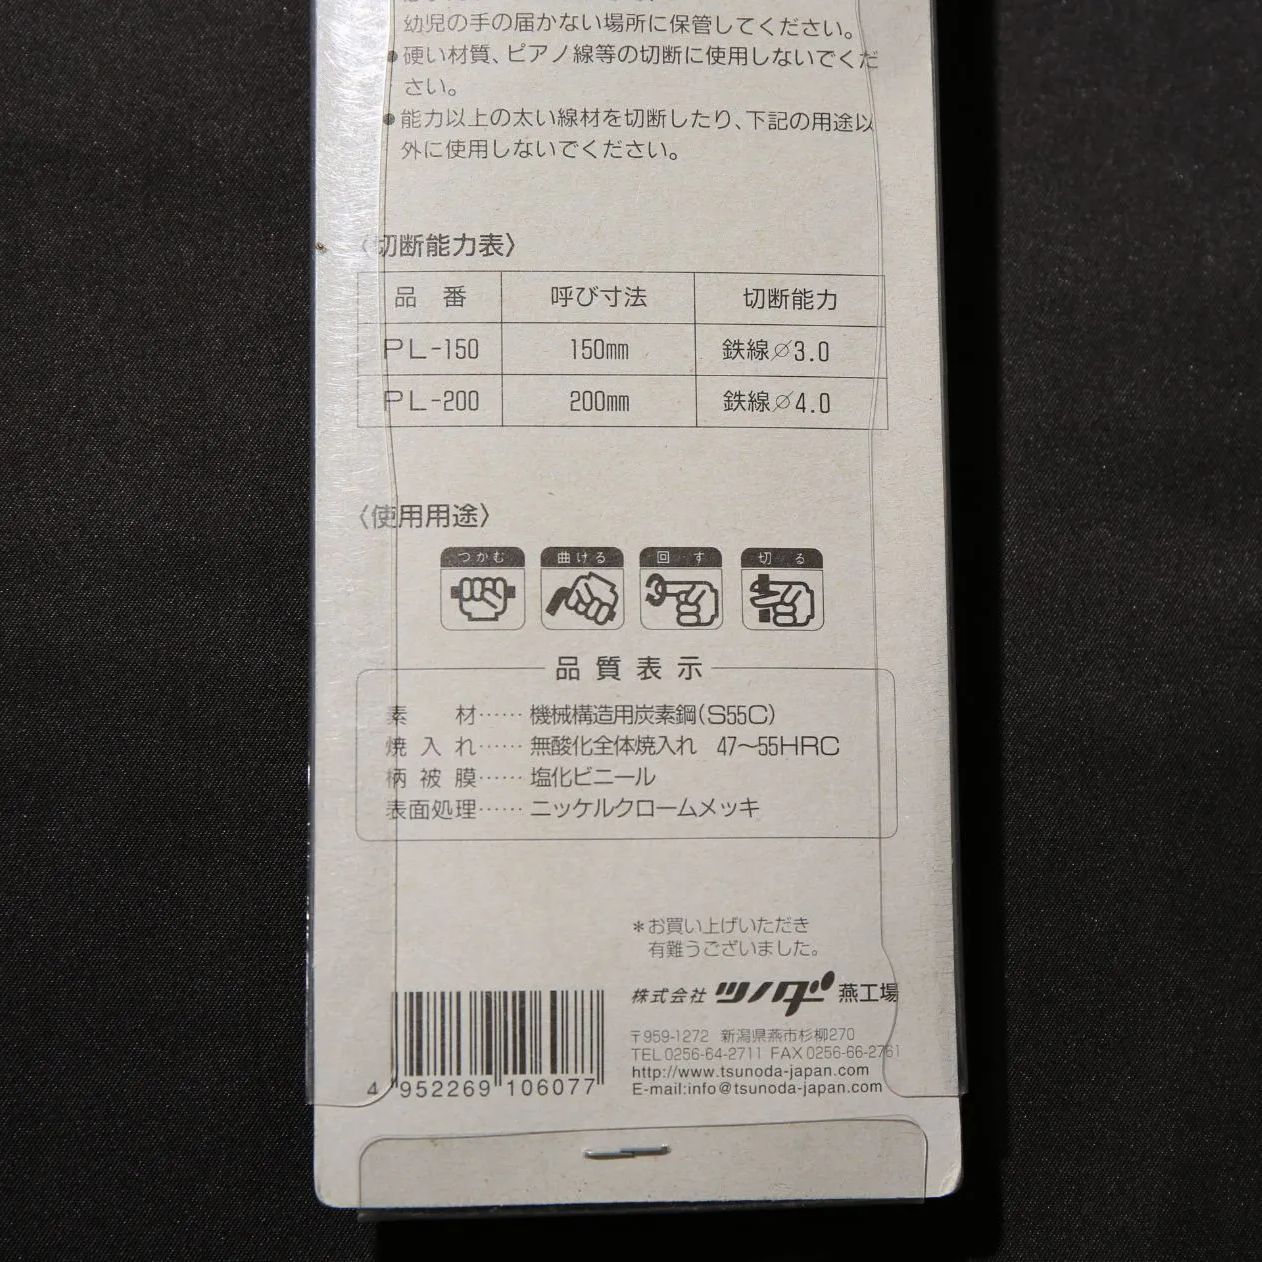 幼児の手の届かない場所に保管してください。
●硬い材質、ピアノ線等の切断に使用しないでくだ
さい。
●能力以上の太い線材を切断したり、下記の用途以
外に使用しないでください。
〈切断能力表〉
品 番 呼び寸法 切断能力
PL-150 150mm 鉄線∅3.0
PL-200 200mm 鉄線∅4.0
〈使用用途〉
つかむ 曲ける 回す 切る
品質表示
素 材…… 機械構造用炭素鋼(S55C)
焼入れ…… 無酸化全体焼入れ 47～55HRC
柄被膜…… 塩化ビニール
表面処理…… ニッケルクロームメッキ
＊お買い上げいただき
有難うございました。
株式会社 ツノダ 燕工場
〒959-1272 新潟県燕市杉柳270
TEL 0256-64-2711 FAX 0256-66-2761
http://www.tsunoda-japan.com
E-mail:info@tsunoda-japan.com
4 952269 106077